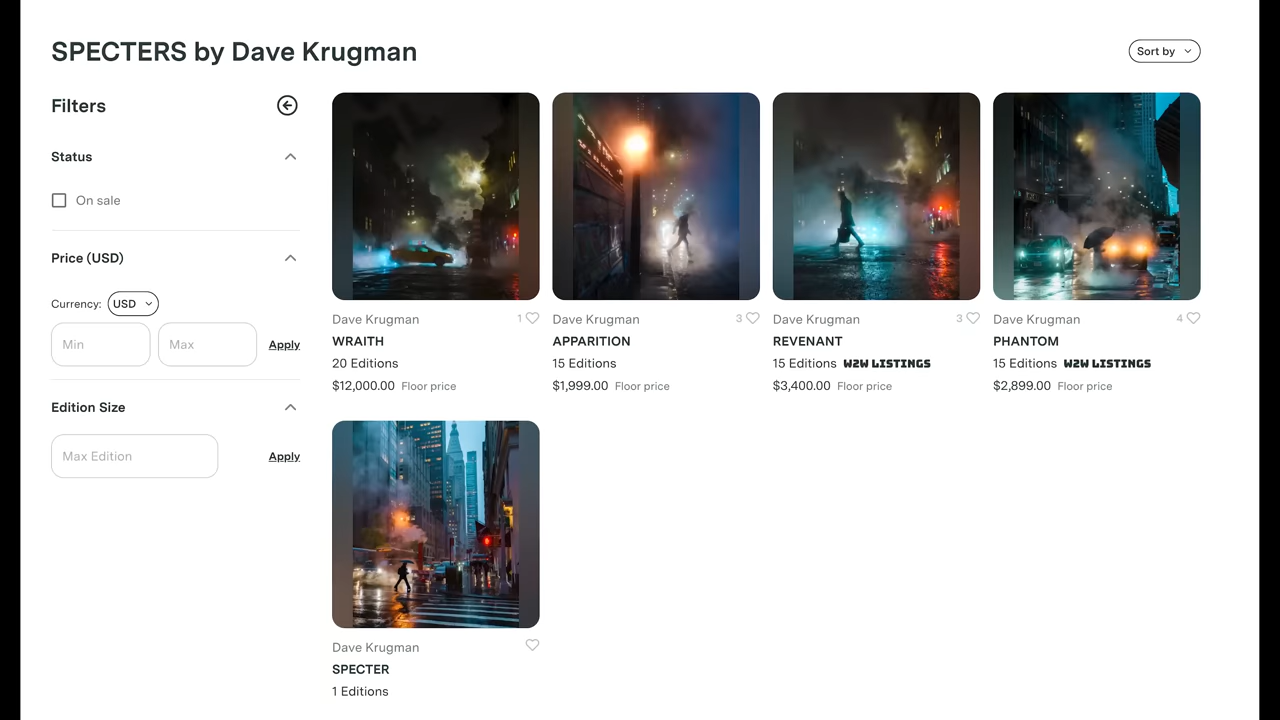 SPECTERS by Dave Krugman
Sort by
Filters
Status
On sale
Price (USD)
Currency: USD
Min Max Apply
Edition Size
Max Edition Apply
Dave Krugman 1
WRAITH
20 Editions
$12,000.00 Floor price
Dave Krugman 3
APPARITION
15 Editions
$1,999.00 Floor price
Dave Krugman 3
REVENANT
15 Editions W2W LISTINGS
$3,400.00 Floor price
Dave Krugman 4
PHANTOM
15 Editions W2W LISTINGS
$2,899.00 Floor price
Dave Krugman
SPECTER
1 Editions